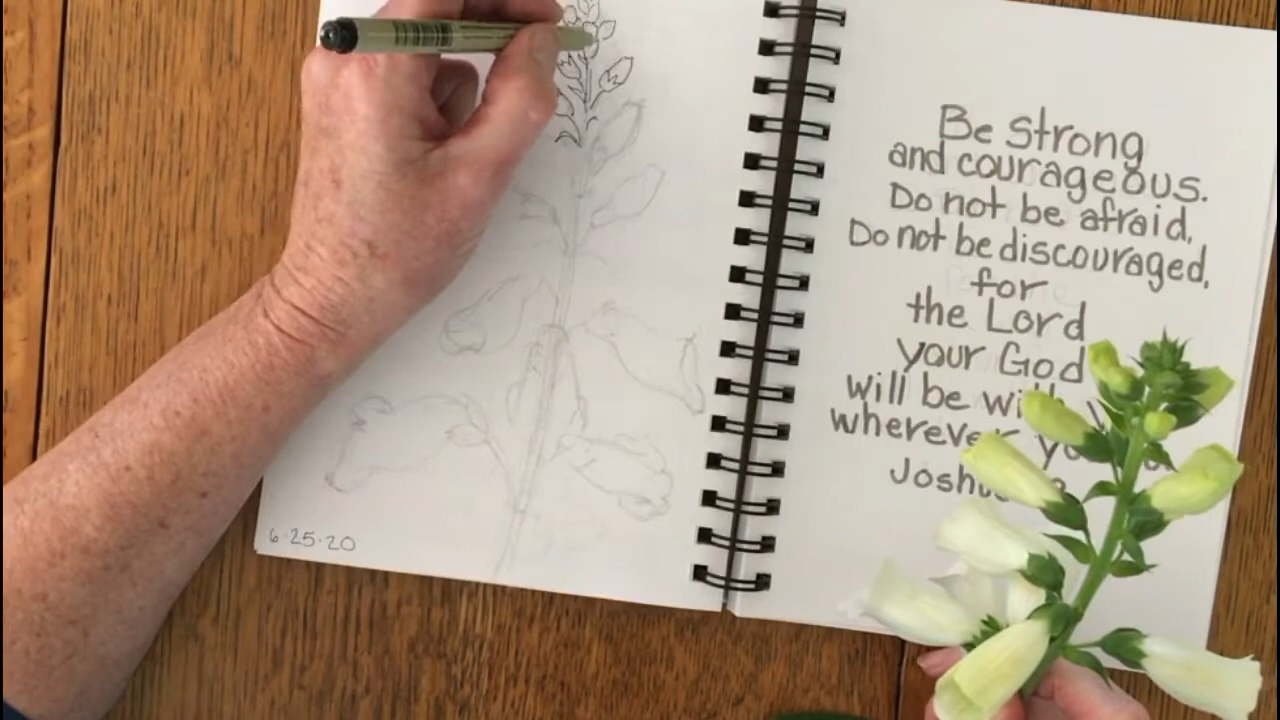 6·25·20
Be Strong
and courageous.
Do not be afraid,
Do not be discouraged,
for
the Lord
your God
will be
wherever